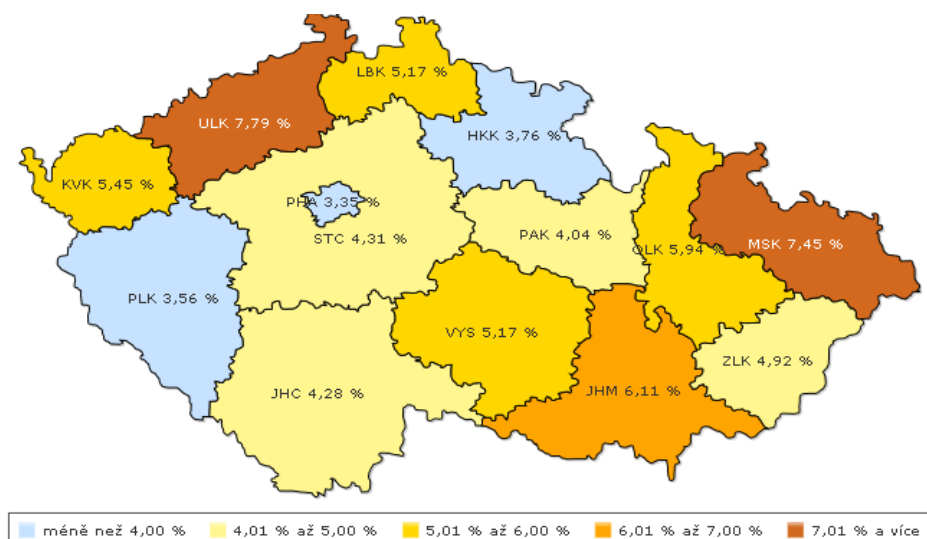 LBK 5,17 %
ULK 7,79 %
HKK 3,76 %
KVK 5,45 %
PHA 3,35 %
STC 4,31 %
PAK 4,04 %
OLK 5,94 %
MSK 7,45 %
PLK 3,56 %
VYS 5,17 %
ZLK 4,92 %
JHC 4,28 %
JHM 6,11 %
méně než 4,00 % 4,01 % až 5,00 % 5,01 % až 6,00 % 6,01 % až 7,00 % 7,01 % a více